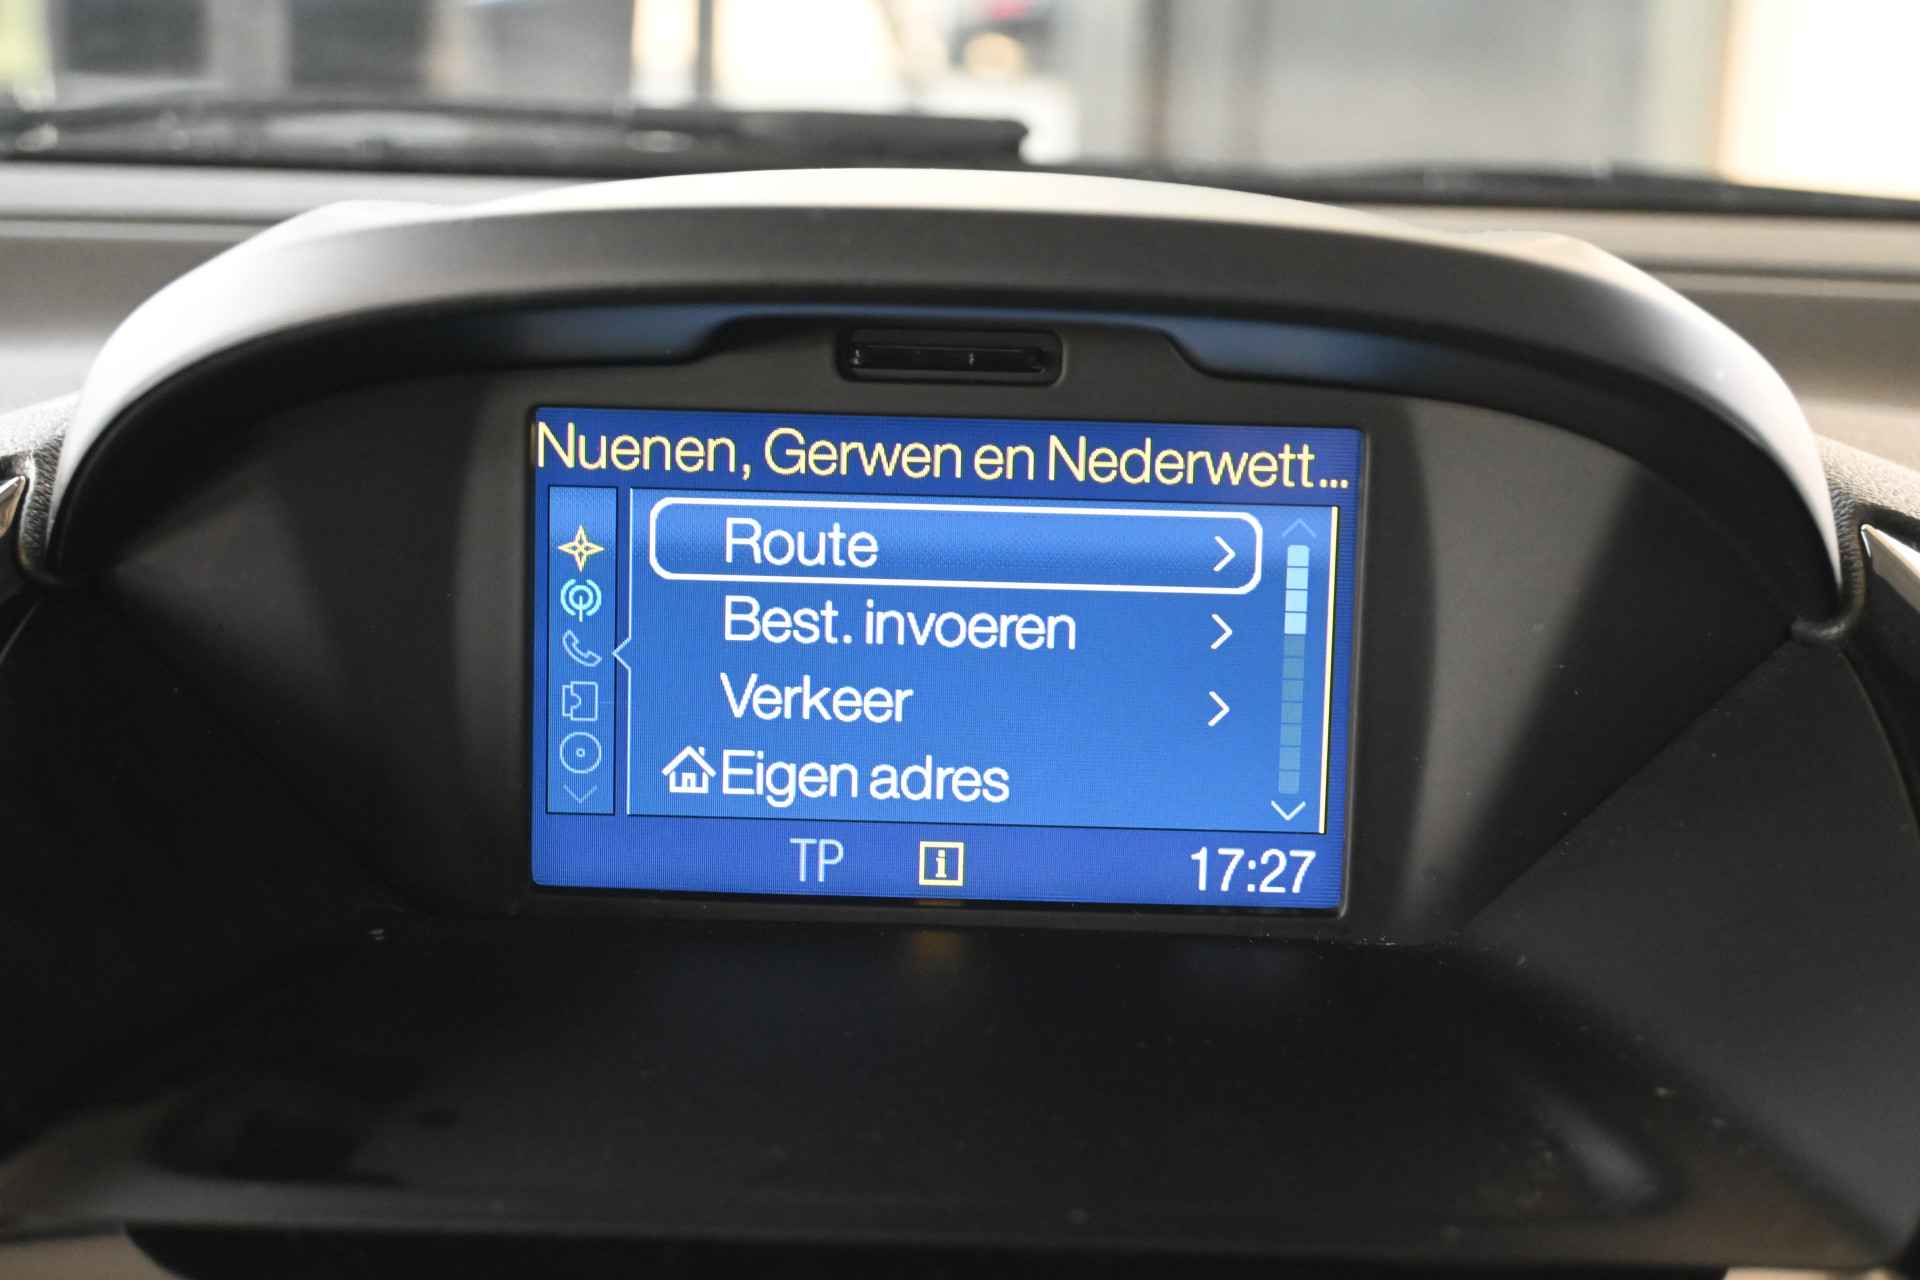 Nuenen, Gerwen en Nederwett...
Route
Best. invoeren
Verkeer
Eigen adres
TP i 17:27